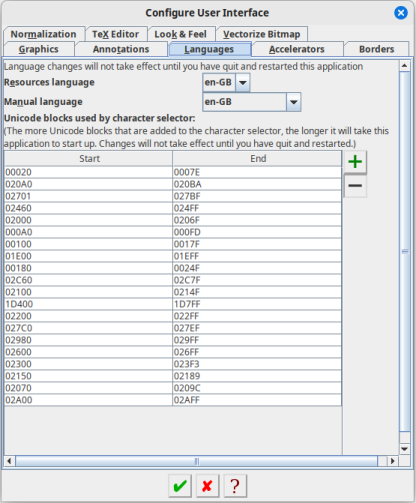 Configure User Interface
Normalization TeX Editor Look & Feel Vectorize Bitmap
Graphics Annotations Languages Accelerators Borders
Language changes will not take effect until you have quit and restarted this application
Resources language en-GB
Manual language en-GB
Unicode blocks used by character selector:
(The more Unicode blocks that are added to the character selector, the longer it will take this
application to start up. Changes will not take effect until you have quit and restarted.)
Start End
00020 0007E
020A0 020BA
02701 027BF
02460 024FF
02000 0206F
000A0 000FD
00100 0017F
01E00 01EFF
00180 0024F
02C60 02C7F
02100 0214F
1D400 1D7FF
02200 022FF
027C0 027EF
02980 029FF
02600 026FF
02300 023F3
02150 02189
02070 0209C
02A00 02AFF